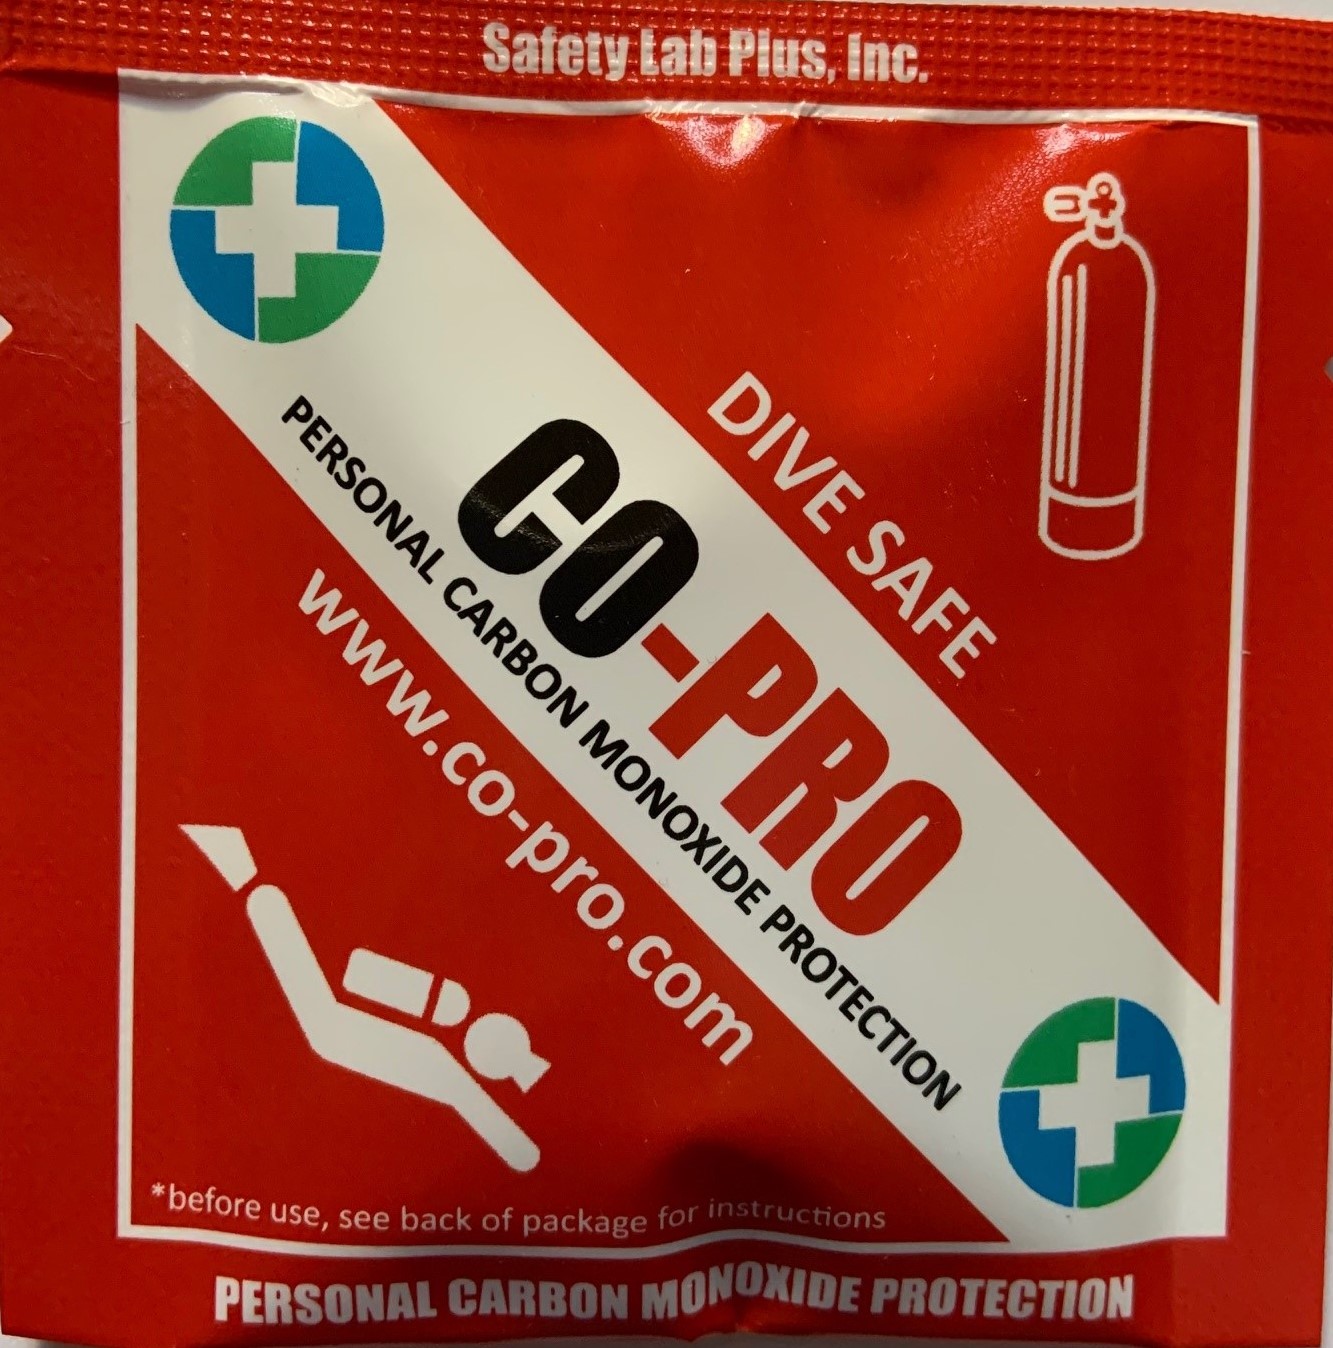 Safety Lab Plus, Inc.
DIVE SAFE
CO-PRO
PERSONAL CARBON MONOXIDE PROTECTION
www.co-pro.com
*before use, see back of package for instructions
PERSONAL CARBON MONOXIDE PROTECTION